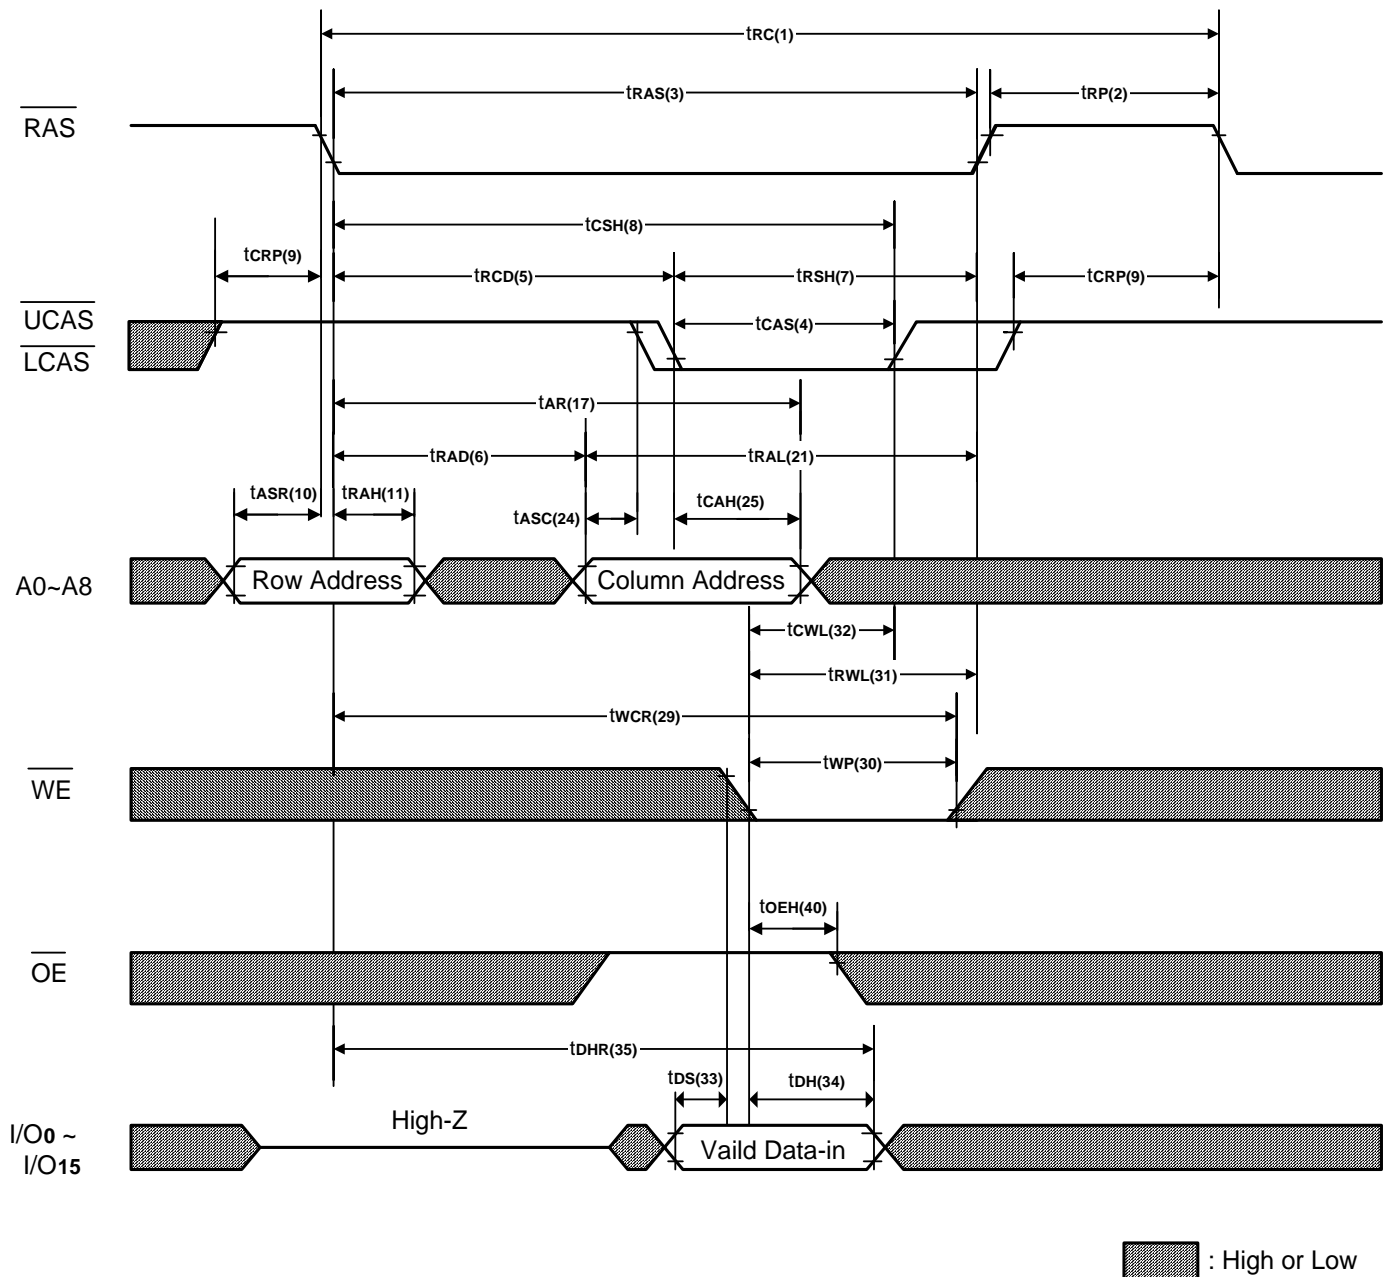 tRC(1)
tRAS(3)
tRP(2)
RAS
tCSH(8)
tCRP(9)
tRCD(5)
tRSH(7)
tCRP(9)
UCAS
tCAS(4)
LCAS
tAR(17)
tRAD(6)
tRAL(21)
tASR(10)
tRAH(11)
tCAH(25)
tASC(24)
A0~A8
Row Address
Column Address
tCWL(32)
tRWL(31)
tWCR(29)
tWP(30)
WE
tOEH(40)
OE
tDHR(35)
tDS(33)
tDH(34)
High-Z
I/O0 ~
I/O15
Vaild Data-in
: High or Low